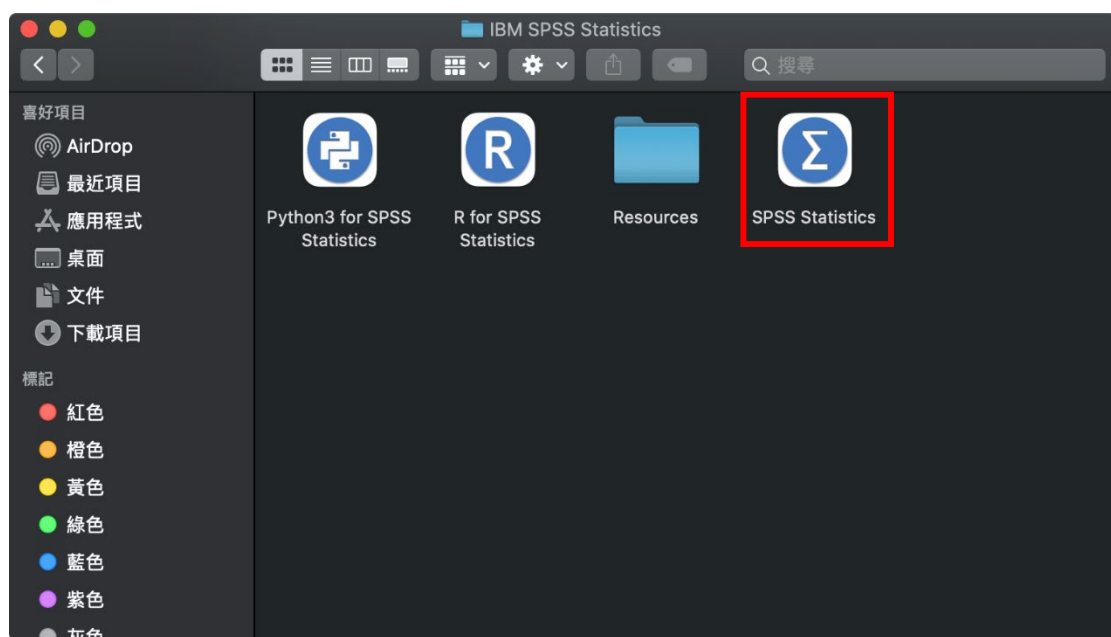 IBM SPSS Statistics
搜尋
喜好項目
AirDrop
最近項目
應用程式
桌面
文件
下載項目
標記
紅色
橙色
黃色
綠色
藍色
紫色
灰色
R
Σ
Python3 for SPSS
Statistics
R for SPSS
Statistics
Resources
SPSS Statistics